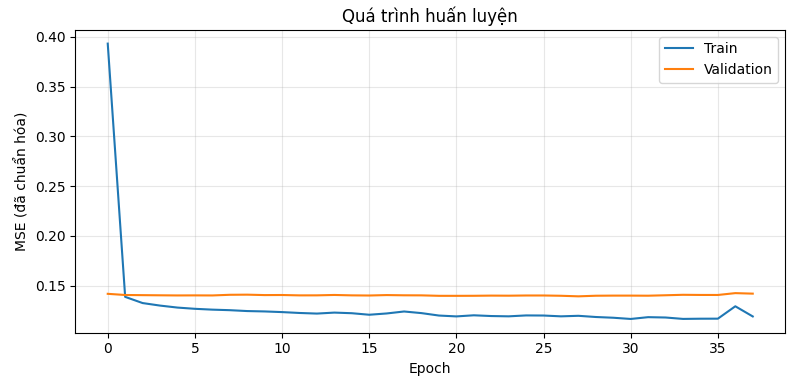 Quá trình huấn luyện
0.40
0.35
0.30
0.25
0.20
0.15
MSE (đã chuẩn hóa)
Train
Validation
0 5 10 15 20 25 30 35
Epoch